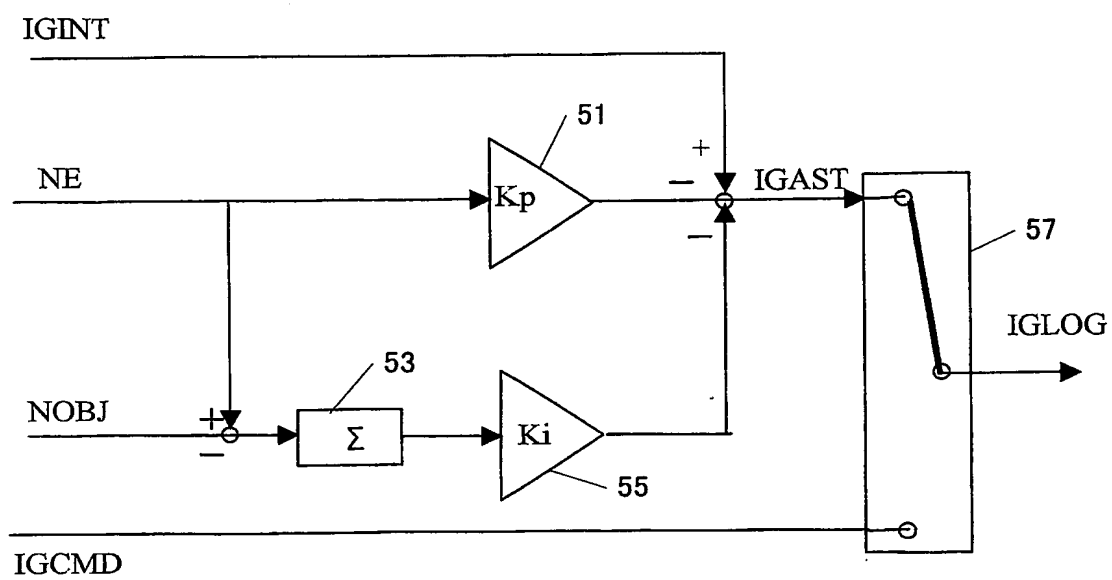 IGINT
51
+
NE
Kp
−
IGAST
57
−
IGLOG
53
NOBJ
+
−
Σ
Ki
55
IGCMD